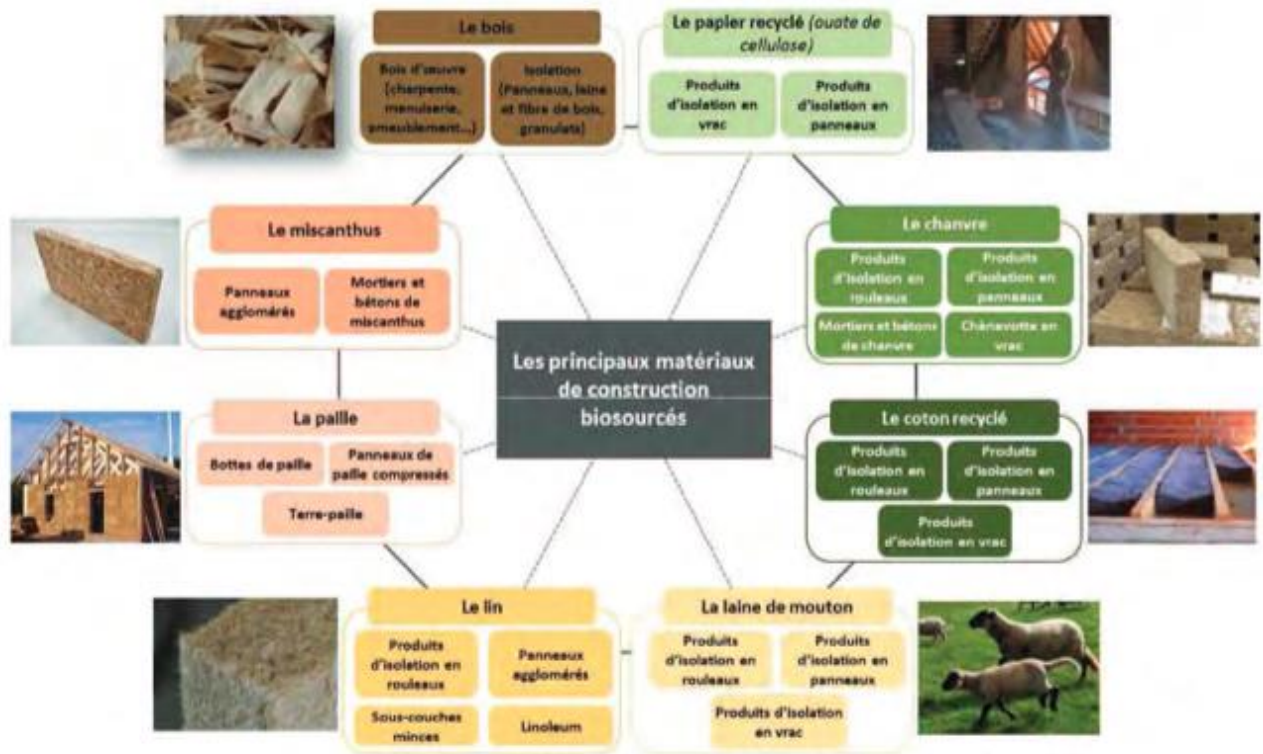 Le bois
Bois d'œuvre
(charpente,
menuiserie,
ameublement...)
Isolation
(Panneaux, laine
et fibre de bois,
granulats)
Le papier recyclé (ouate de
cellulose)
Produits
d'isolation en
vrac
Produits
d'isolation en
panneaux
Le miscanthus
Panneaux
agglomérés
Mortiers et
bétons de
miscanthus
Le chanvre
Produits
d'isolation en
rouleaux
Produits
d'isolation en
panneaux
Mortiers et bétons
de chanvre
Chènevotte en
vrac
Les principaux matériaux
de construction
biosourcés
La paille
Bottes de paille
Panneaux de
paille compressés
Terre-paille
Le coton recyclé
Produits
d'isolation en
rouleaux
Produits
d'isolation en
panneaux
Produits
d'isolation en vrac
Le lin
Produits
d'isolation en
rouleaux
Panneaux
agglomérés
Sous-couches
minces
Linoleum
La laine de mouton
Produits
d'isolation en
rouleaux
Produits
d'isolation en
panneaux
Produits d'isolation
en vrac